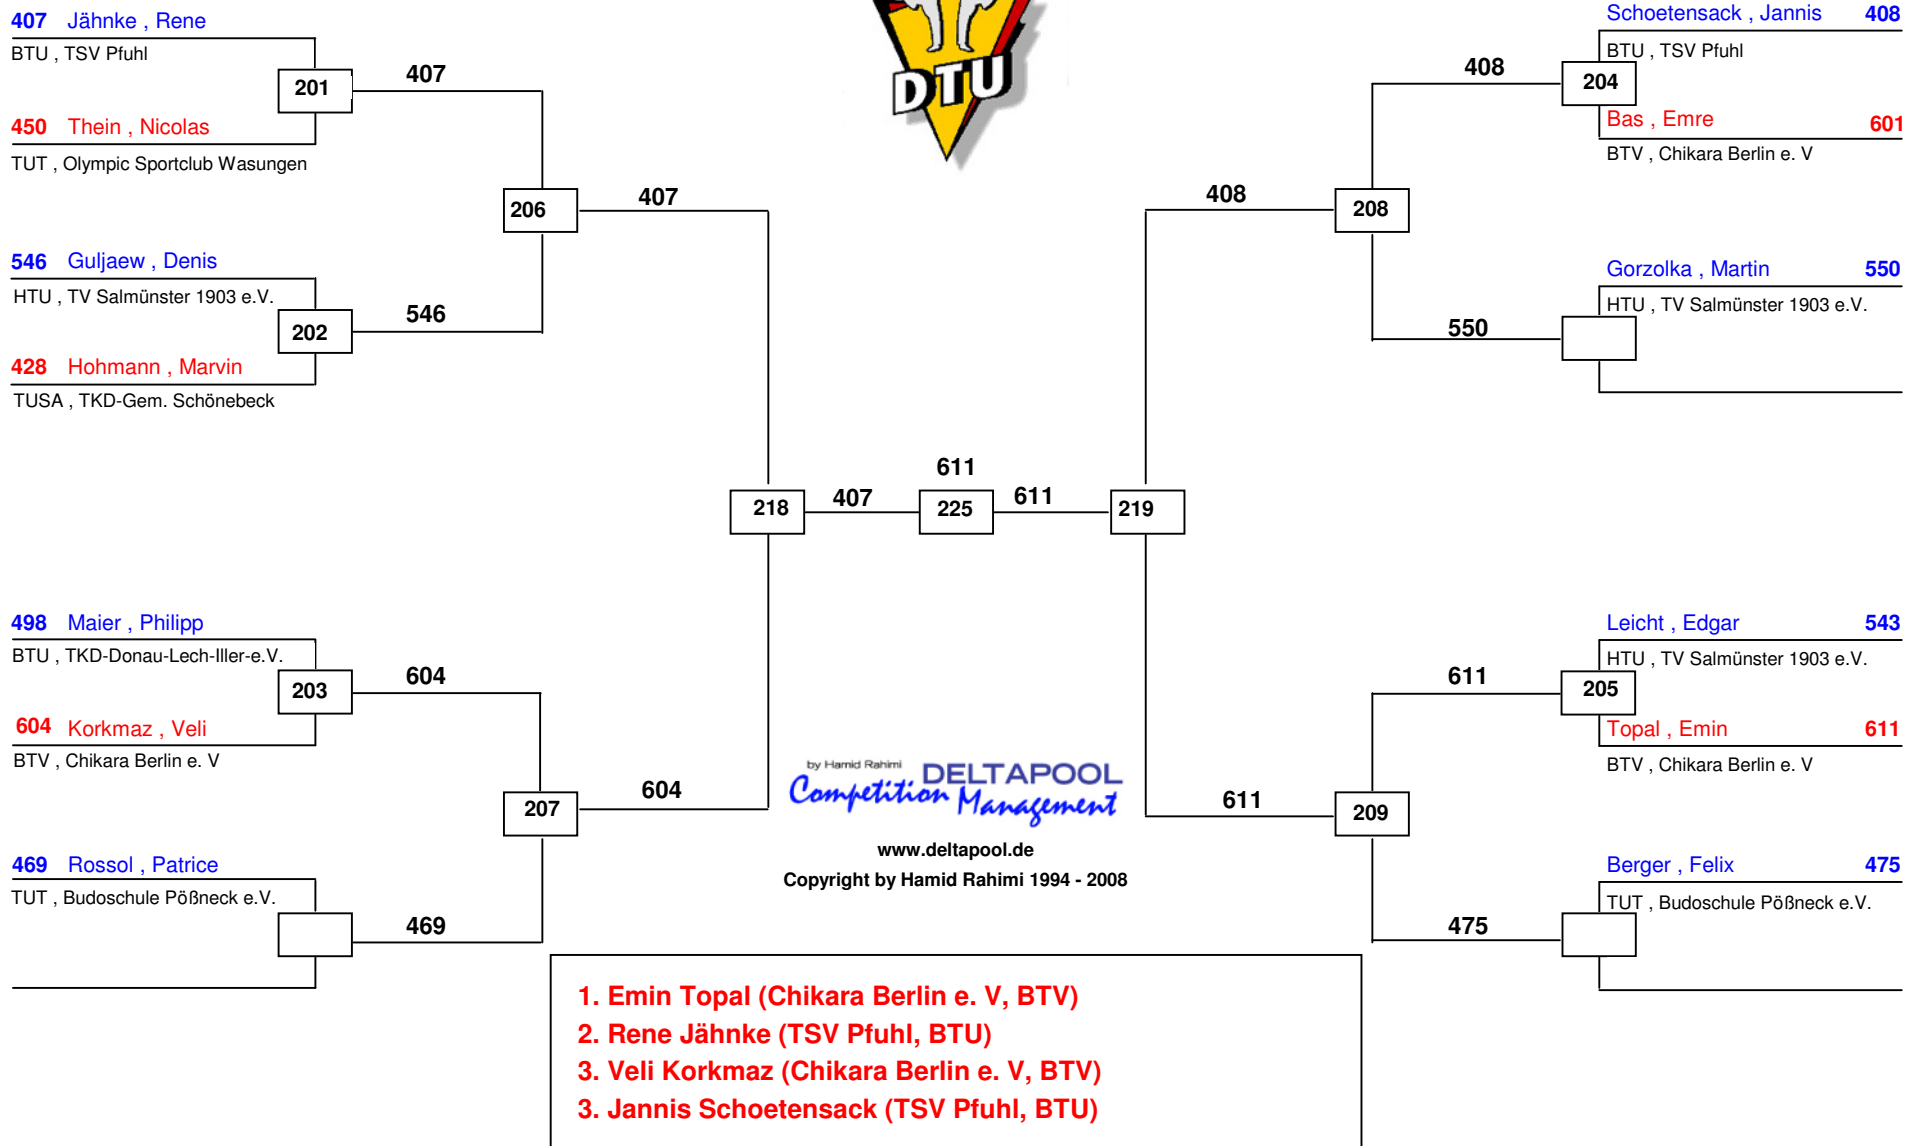 407 Jähnke , Rene
BTU , TSV Pfuhl
201
407
450 Thein , Nicolas
TUT , Olympic Sportclub Wasungen
206
407
546 Guljaew , Denis
HTU , TV Salmünster 1903 e.V.
202
546
428 Hohmann , Marvin
TUSA , TKD-Gem. Schönebeck
498 Maier , Philipp
BTU , TKD-Donau-Lech-Iller-e.V.
203
604
604 Korkmaz , Veli
BTV , Chikara Berlin e. V
207
604
469 Rossol , Patrice
TUT , Budoschule Pößneck e.V.
469
DTU
218
407
611
225
611
219
Schoetensack , Jannis 408
BTU , TSV Pfuhl
408
204
Bas , Emre 601
BTV , Chikara Berlin e. V
408
208
Gorzolka , Martin 550
HTU , TV Salmünster 1903 e.V.
550
Leicht , Edgar 543
HTU , TV Salmünster 1903 e.V.
611
205
Topal , Emin 611
BTV , Chikara Berlin e. V
611
209
Berger , Felix 475
TUT , Budoschule Pößneck e.V.
475
by Hamid Rahimi DELTAPOOL
Competition Management
www.deltapool.de
Copyright by Hamid Rahimi 1994 - 2008
1. Emin Topal (Chikara Berlin e. V, BTV)
2. Rene Jähnke (TSV Pfuhl, BTU)
3. Veli Korkmaz (Chikara Berlin e. V, BTV)
3. Jannis Schoetensack (TSV Pfuhl, BTU)